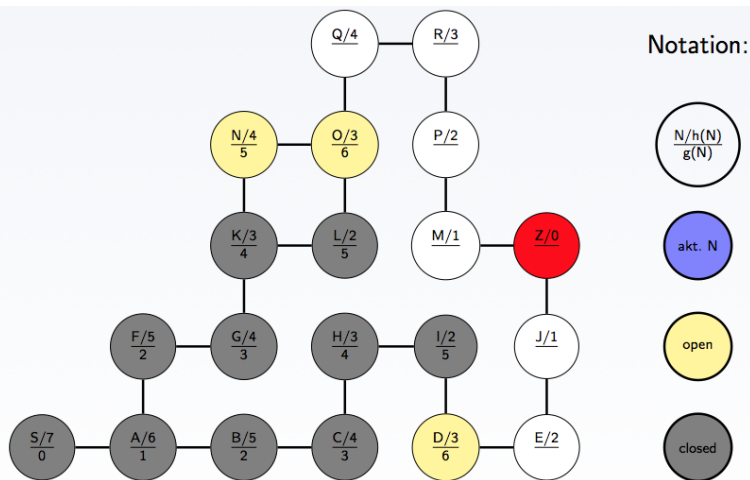 Q/4
R/3
Notation:
N/4
5
O/3
6
P/2
N/h(N)
g(N)
K/3
4
L/2
5
M/1
Z/0
akt. N
F/5
2
G/4
3
H/3
4
I/2
5
J/1
open
S/7
0
A/6
1
B/5
2
C/4
3
D/3
6
E/2
closed